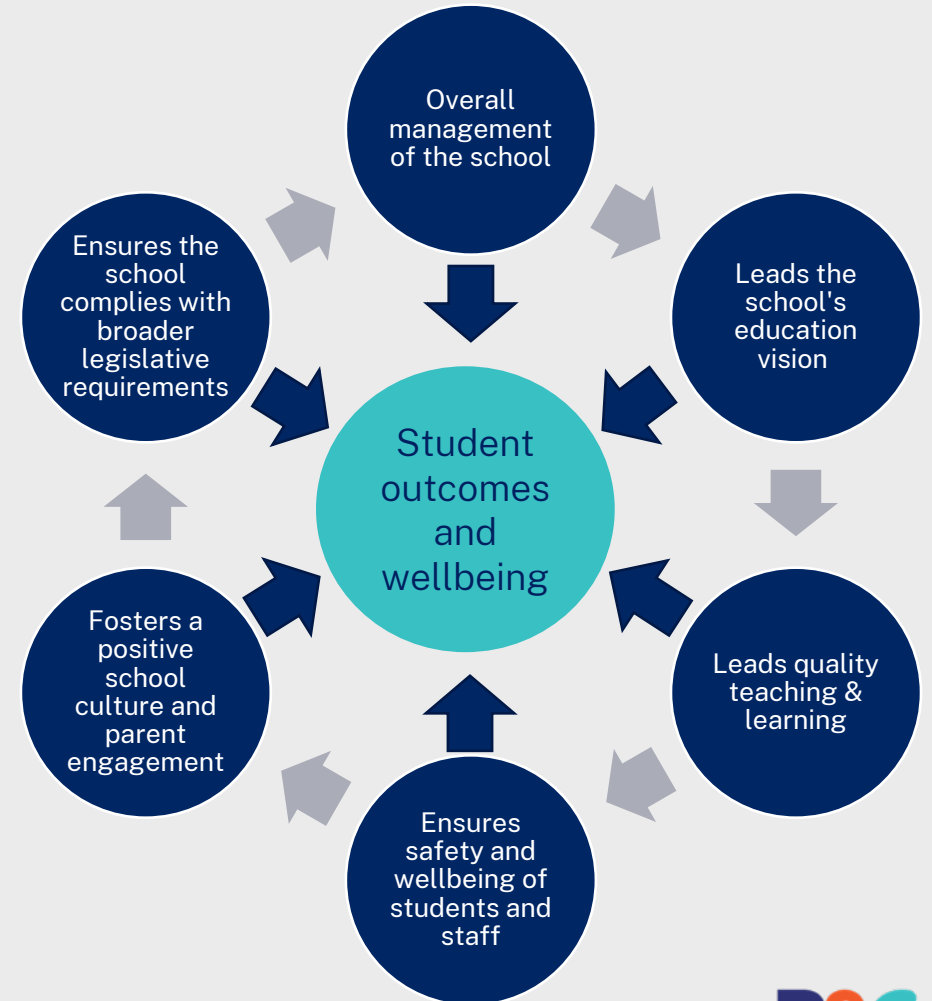 Overall
management
of the school
Leads the
school's
education
vision
Leads quality
teaching &
learning
Ensures
safety and
wellbeing of
students and
staff
Fosters a
positive
school
culture and
parent
engagement
Ensures the
school
complies with
broader
legislative
requirements
Student
outcomes
and
wellbeing